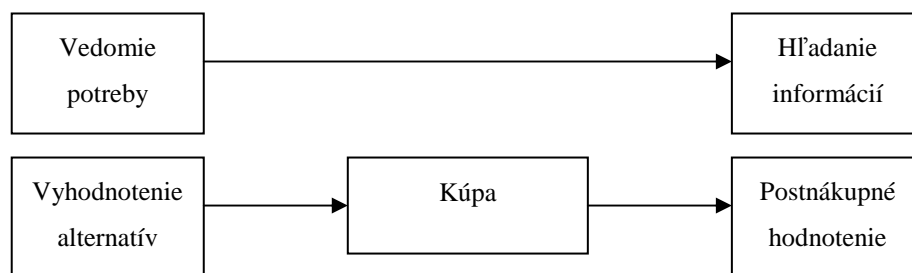 Vedomie
potreby
Hľadanie
informácií
Vyhodnotenie
alternatív
Kúpa
Postnákupné
hodnotenie